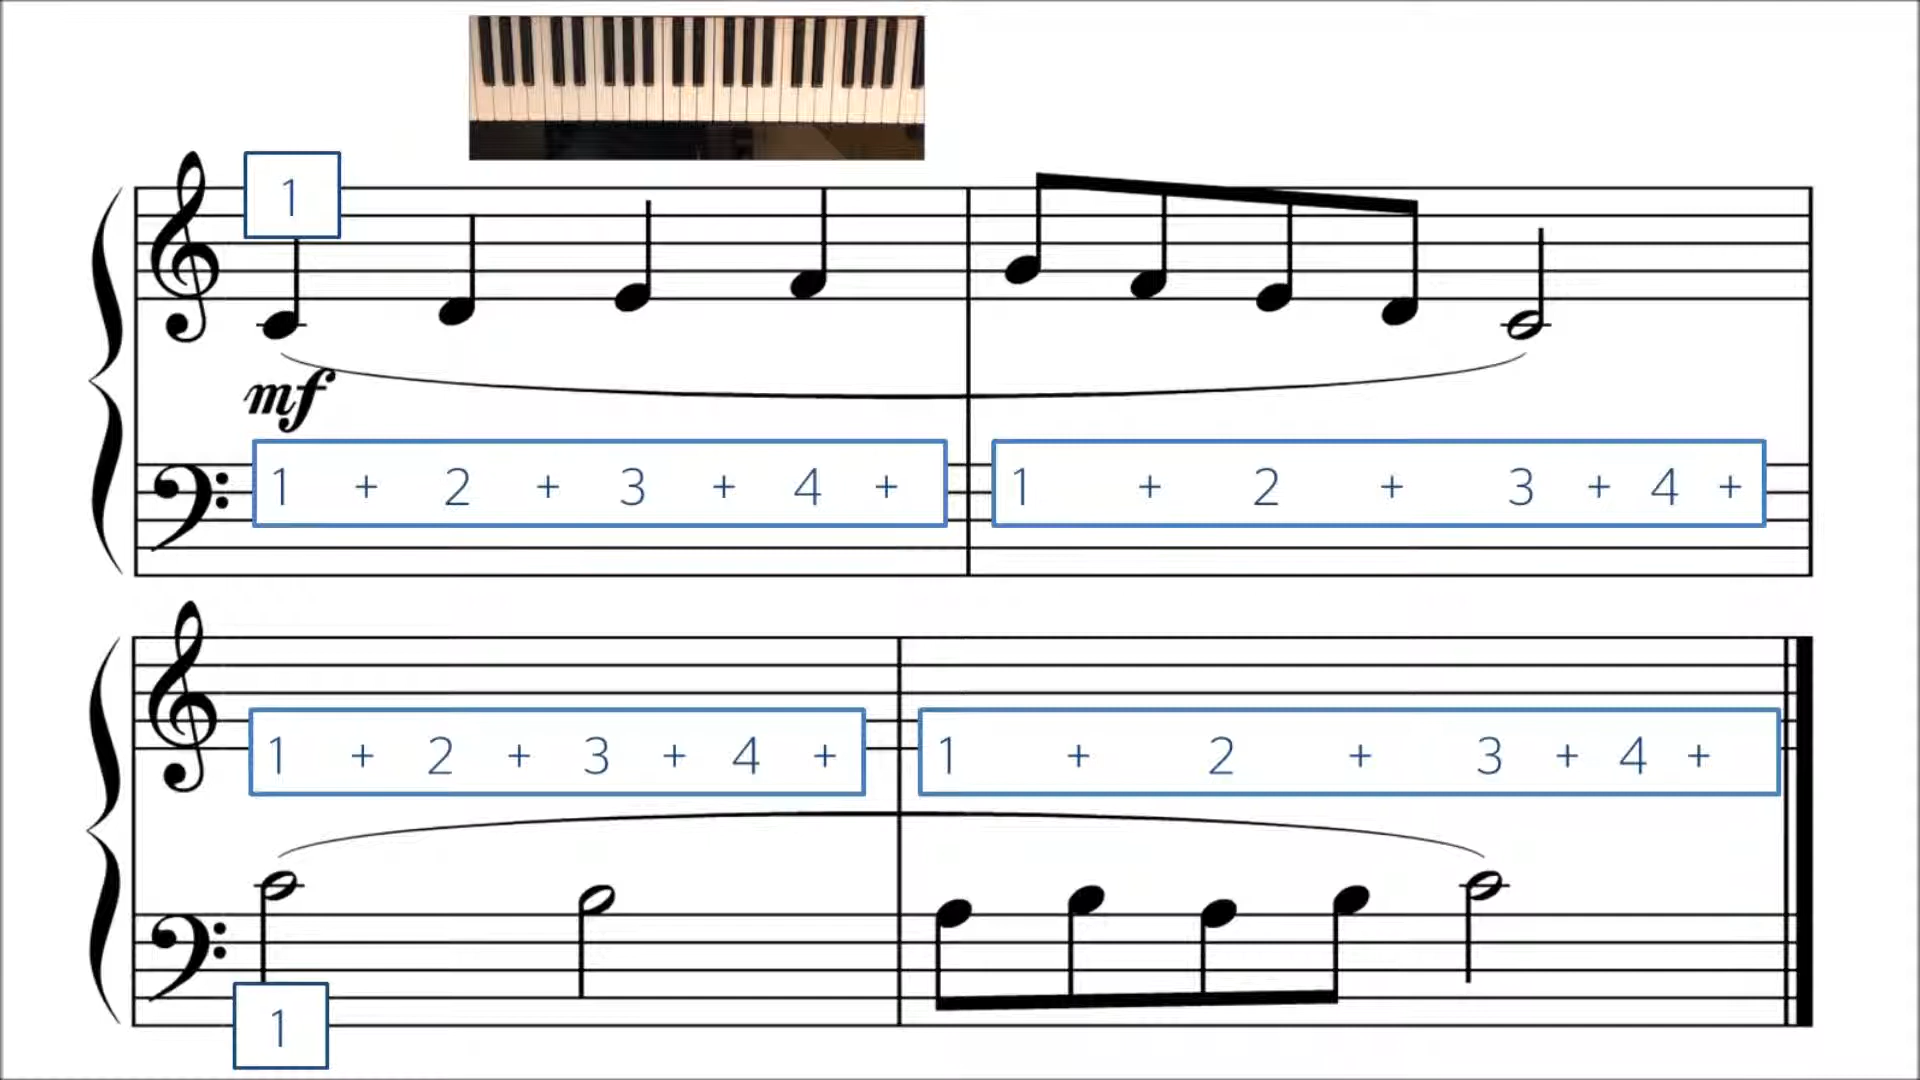 1
mf
1 + 2 + 3 + 4 + 1 + 2 + 3 + 4 +
1 + 2 + 3 + 4 + 1 + 2 + 3 + 4 +
1